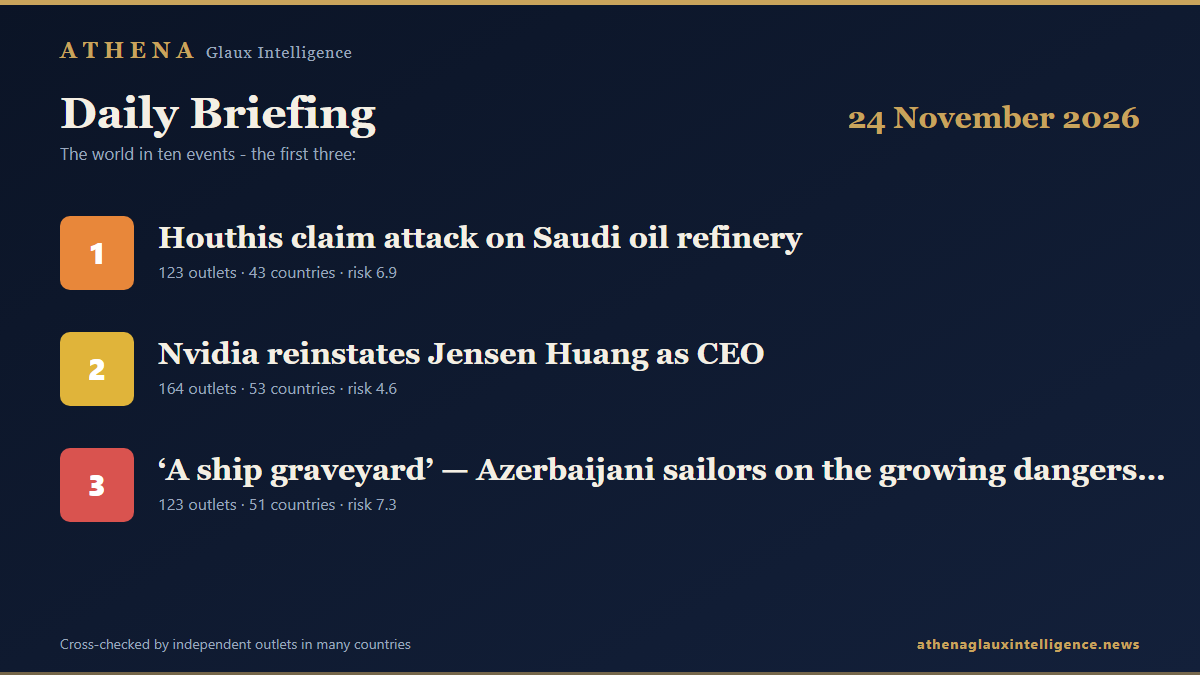 ATHENA Glaux Intelligence
Daily Briefing
24 November 2026
The world in ten events - the first three:
1
Houthis claim attack on Saudi oil refinery
123 outlets · 43 countries · risk 6.9
2
Nvidia reinstates Jensen Huang as CEO
164 outlets · 53 countries · risk 4.6
3
‘A ship graveyard’ — Azerbaijani sailors on the growing dangers...
123 outlets · 51 countries · risk 7.3
Cross-checked by independent outlets in many countries
athenaglauxintelligence.news